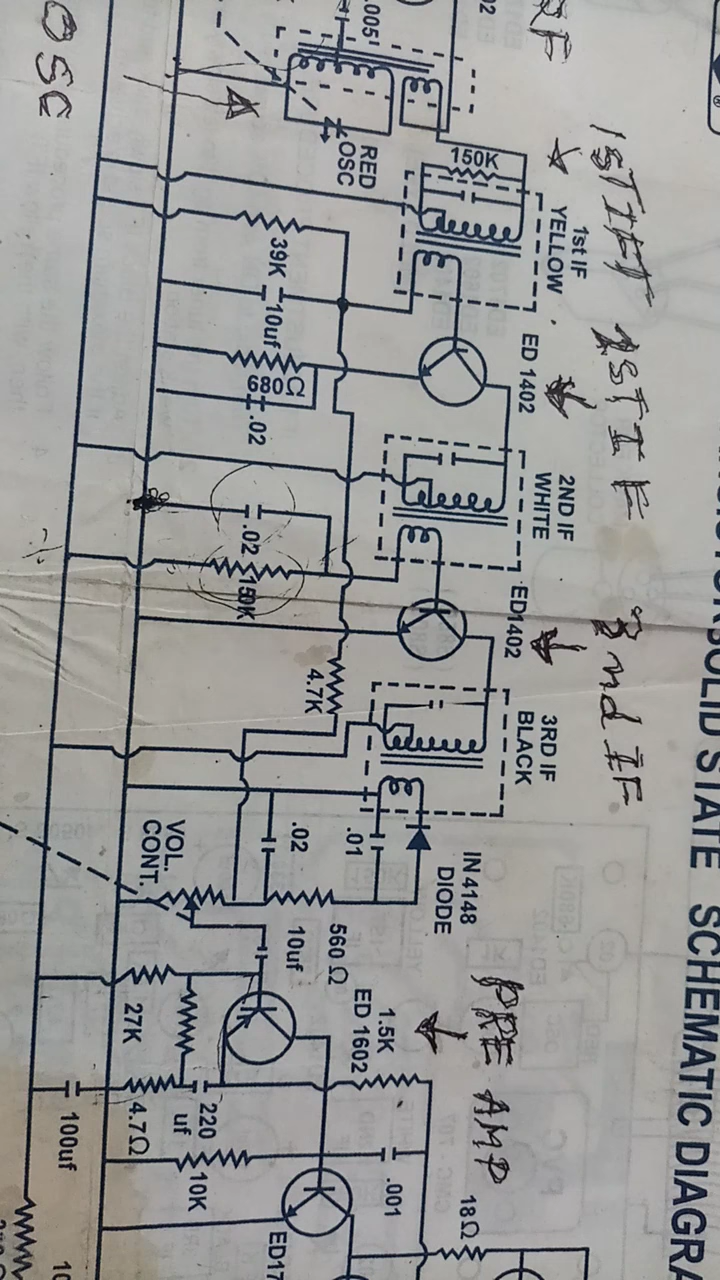 SOLID STATE SCHEMATIC DIAGRA
®
1ST IFT
1ST IF
2nd IF
PRE AMP
OSC
.005
02
RED
OSC
150K
1st IF
YELLOW
39K
10uf
680Ω
.02
ED 1402
2ND IF
WHITE
.02
150K
ED1402
4.7K
3RD IF
BLACK
IN 4148
DIODE
.01
.02
VOL.
CONT.
560 Ω
10uf
1.5K
ED 1602
27K
220
uf
4.7Ω
100uf
10K
.001
18Ω
ED17
10